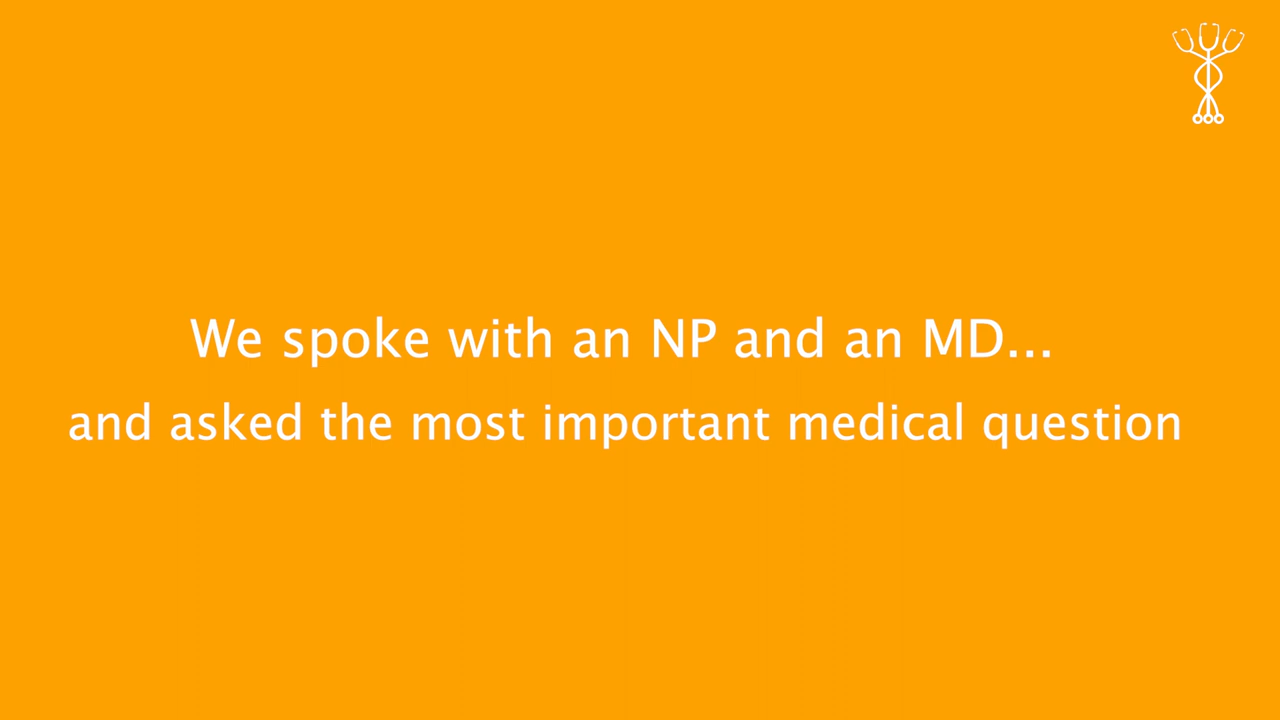 We spoke with an NP and an MD...
and asked the most important medical question